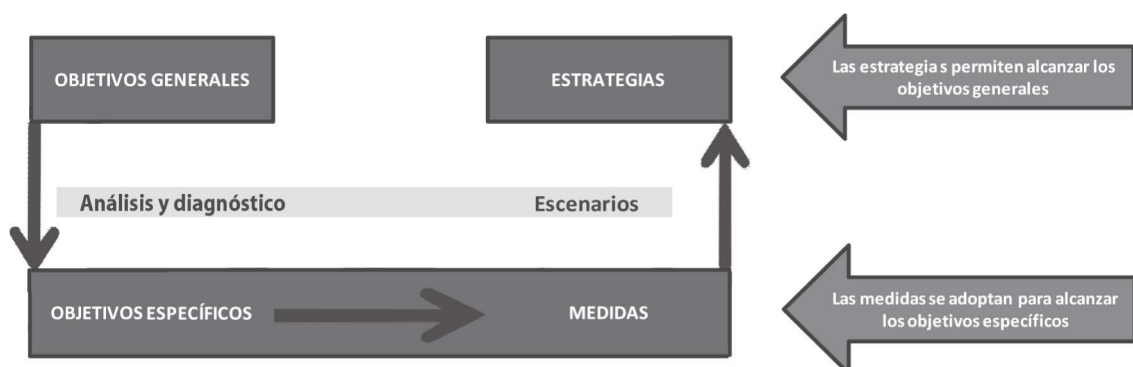 OBJETIVOS GENERALES
ESTRATEGIAS
Las estrategia s permiten alcanzar los
objetivos generales
Análisis y diagnóstico
Escenarios
OBJETIVOS ESPECÍFICOS
MEDIDAS
Las medidas se adoptan para alcanzar
los objetivos específicos